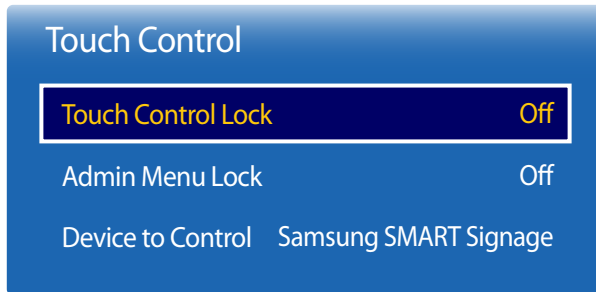 Touch Control
Touch Control Lock Off
Admin Menu Lock Off
Device to Control Samsung SMART Signage